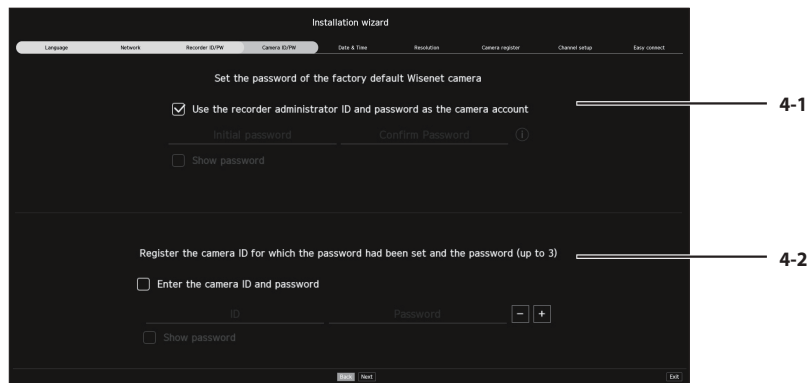 Installation wizard
Language Network Recorder ID/PW Camera ID/PW Date & Time Resolution Camera register Channel setup Easy connect
Set the password of the factory default Wisenet camera
Use the recorder administrator ID and password as the camera account
4-1
Initial password Confirm Password
Show password
Register the camera ID for which the password had been set and the password (up to 3)
4-2
Enter the camera ID and password
ID Password − +
Show password
Back Next Exit